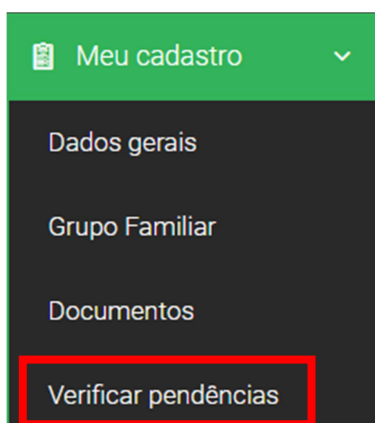 Meu cadastro
Dados gerais
Grupo Familiar
Documentos
Verificar pendências